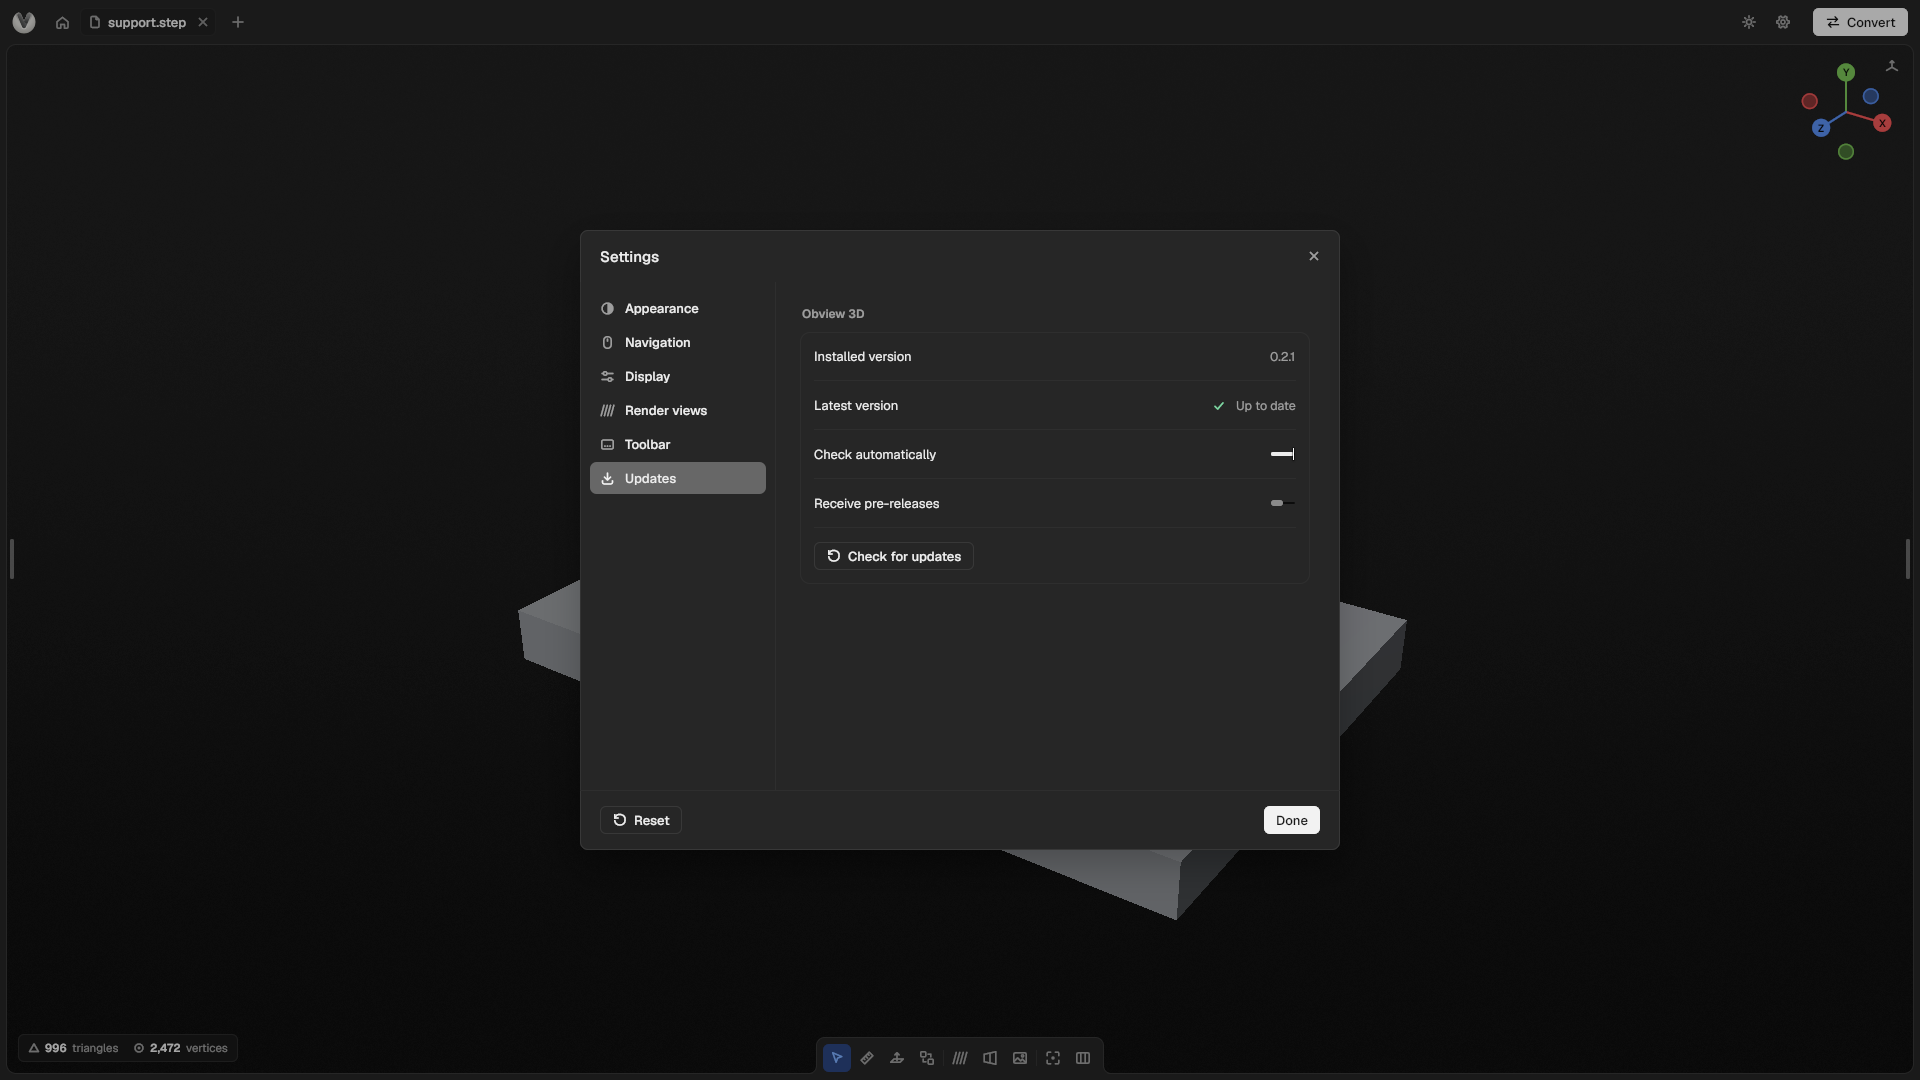 support.step
Convert
Y
X
Z
Settings
Appearance
Navigation
Display
Render views
Toolbar
Updates
Obview 3D
Installed version 0.2.1
Latest version Up to date
Check automatically
Receive pre-releases
Check for updates
Reset
Done
996 triangles 2,472 vertices